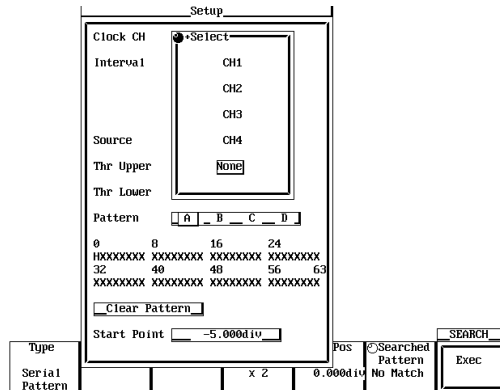 Setup
Clock CH
+Select
Interval
CH1
CH2
CH3
Source
CH4
Thr Upper
None
Thr Lower
Pattern
A B C D
0 8 16 24
HXXXXXXX XXXXXXXX XXXXXXXX XXXXXXXX
32 40 48 56 63
XXXXXXXX XXXXXXXX XXXXXXXX XXXXXXXX
Clear Pattern
Start Point -5.000div
SEARCH
Type
Serial
Pattern
x 2
Pos
0.000div
Searched
Pattern
No Match
Exec